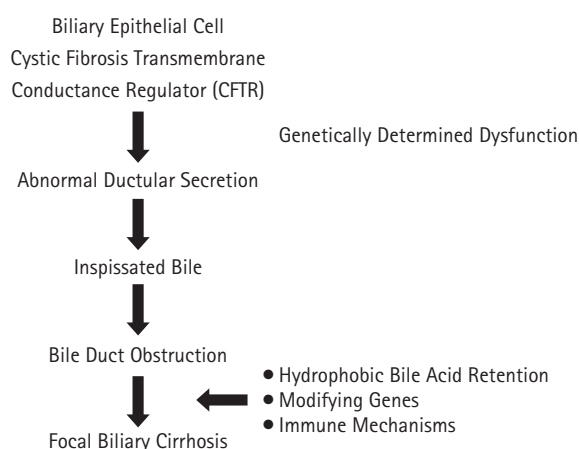 Biliary Epithelial Cell
Cystic Fibrosis Transmembrane
Conductance Regulator (CFTR)
Genetically Determined Dysfunction
Abnormal Ductular Secretion
Inspissated Bile
Bile Duct Obstruction
• Hydrophobic Bile Acid Retention
• Modifying Genes
• Immune Mechanisms
Focal Biliary Cirrhosis